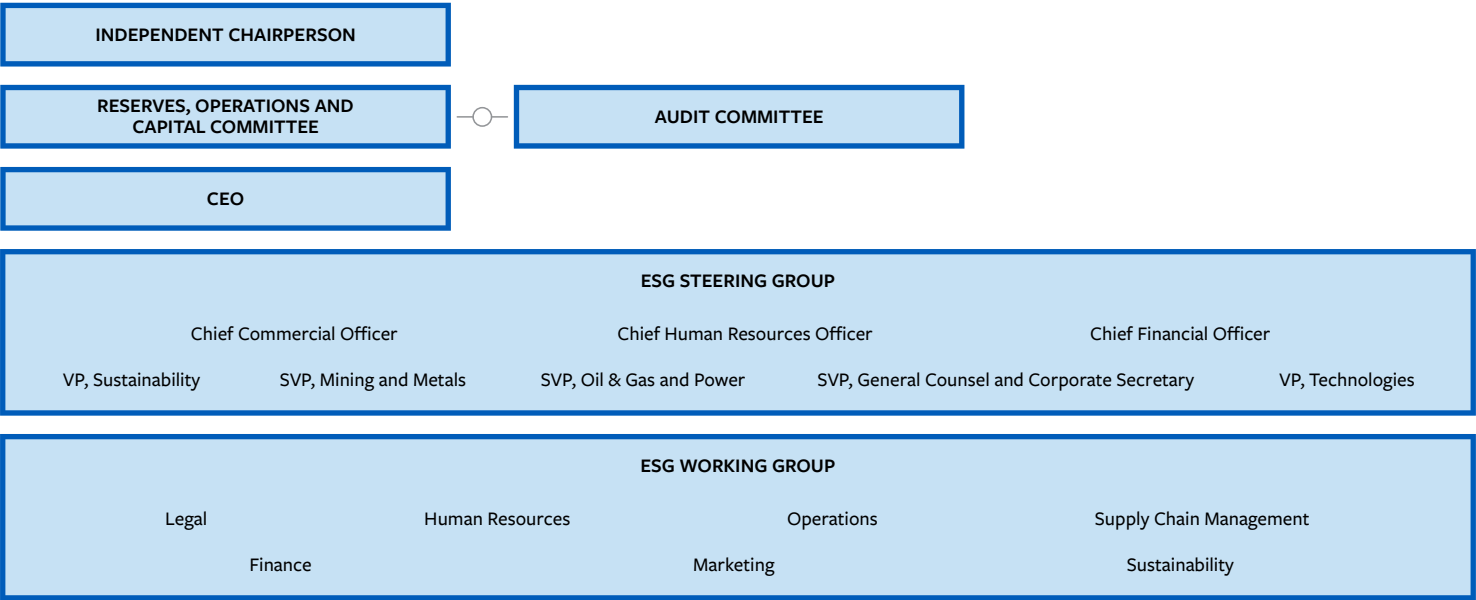 INDEPENDENT CHAIRPERSON
RESERVES, OPERATIONS AND
CAPITAL COMMITTEE
AUDIT COMMITTEE
CEO
ESG STEERING GROUP
Chief Commercial Officer
Chief Human Resources Officer
Chief Financial Officer
VP, Sustainability
SVP, Mining and Metals
SVP, Oil & Gas and Power
SVP, General Counsel and Corporate Secretary
VP, Technologies
ESG WORKING GROUP
Legal
Human Resources
Operations
Supply Chain Management
Finance
Marketing
Sustainability